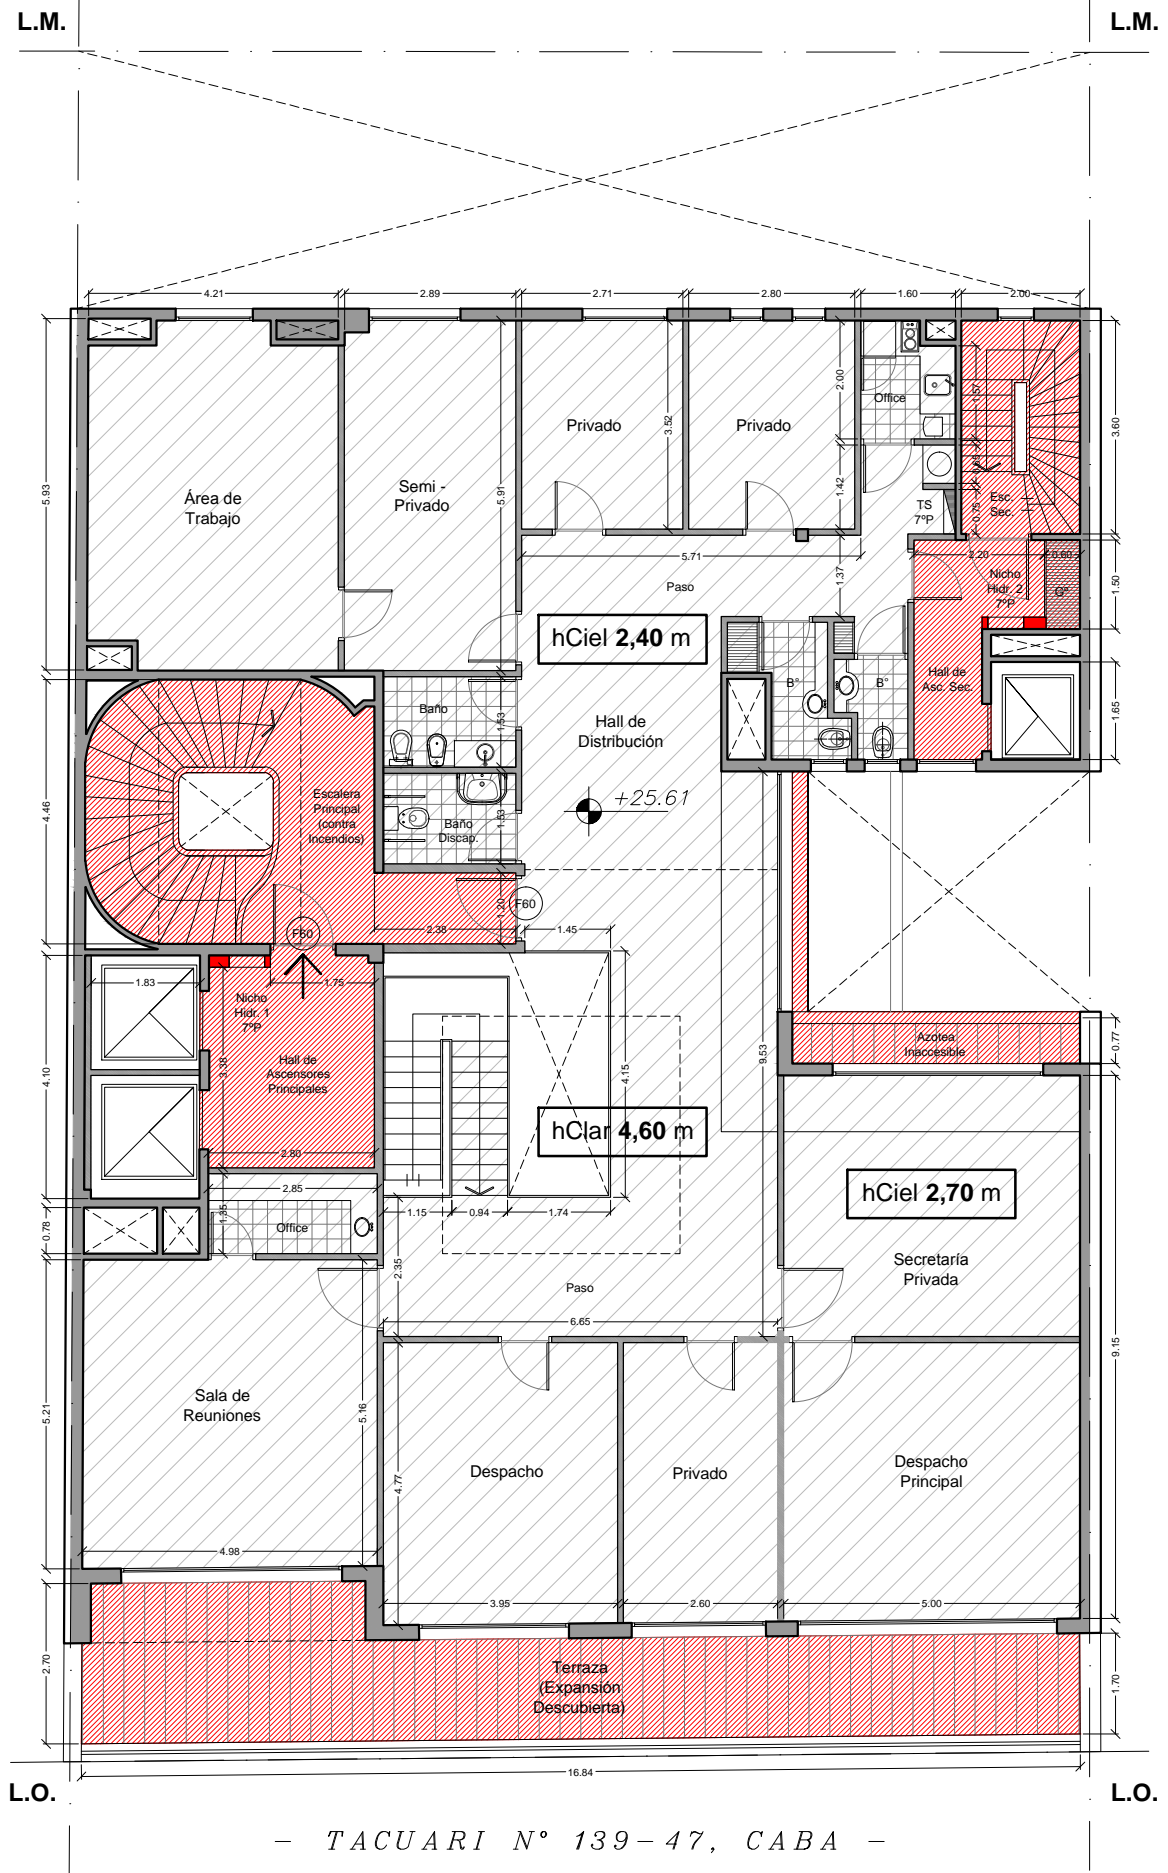 L.M.
L.M.
4.21
2.89
2.71
2.80
1.60
2.00
5.93
Área de
Trabajo
Semi -
Privado
5.91
Privado
3.52
Privado
2.00
1.42
Office
1.57
0.75
TS
7ºP
Esc.
Sec.
3.60
5.71
Paso
1.37
2.20
0.60
Nicho
Hidr. 2
7ºP
Gº
1.50
hCiel 2,40 m
Hall de
Distribución
Bº
Bº
Hall de
Asc. Sec.
1.65
Baño
1.53
4.46
Escalera
Principal
(contra
Incendios)
Baño
Discap.
1.53
+25.61
F60
F60
1.20
2.38
1.45
1.83
1.75
Nicho
Hidr. 1
7ºP
3.38
Hall de
Ascensores
Principales
4.10
2.80
4.15
9.53
Azotea
Inaccesible
0.77
hClar 4,60 m
hCiel 2,70 m
2.85
1.35
Office
0.78
1.15
0.94
1.74
2.35
Paso
6.65
Secretaría
Privada
9.15
Sala de
Reuniones
5.21
5.16
4.98
Despacho
4.77
3.95
Privado
2.60
Despacho
Principal
5.00
2.70
Terraza
(Expansión
Descubierta)
1.70
16.84
L.O.
L.O.
- TACUARI N° 139-47, CABA -